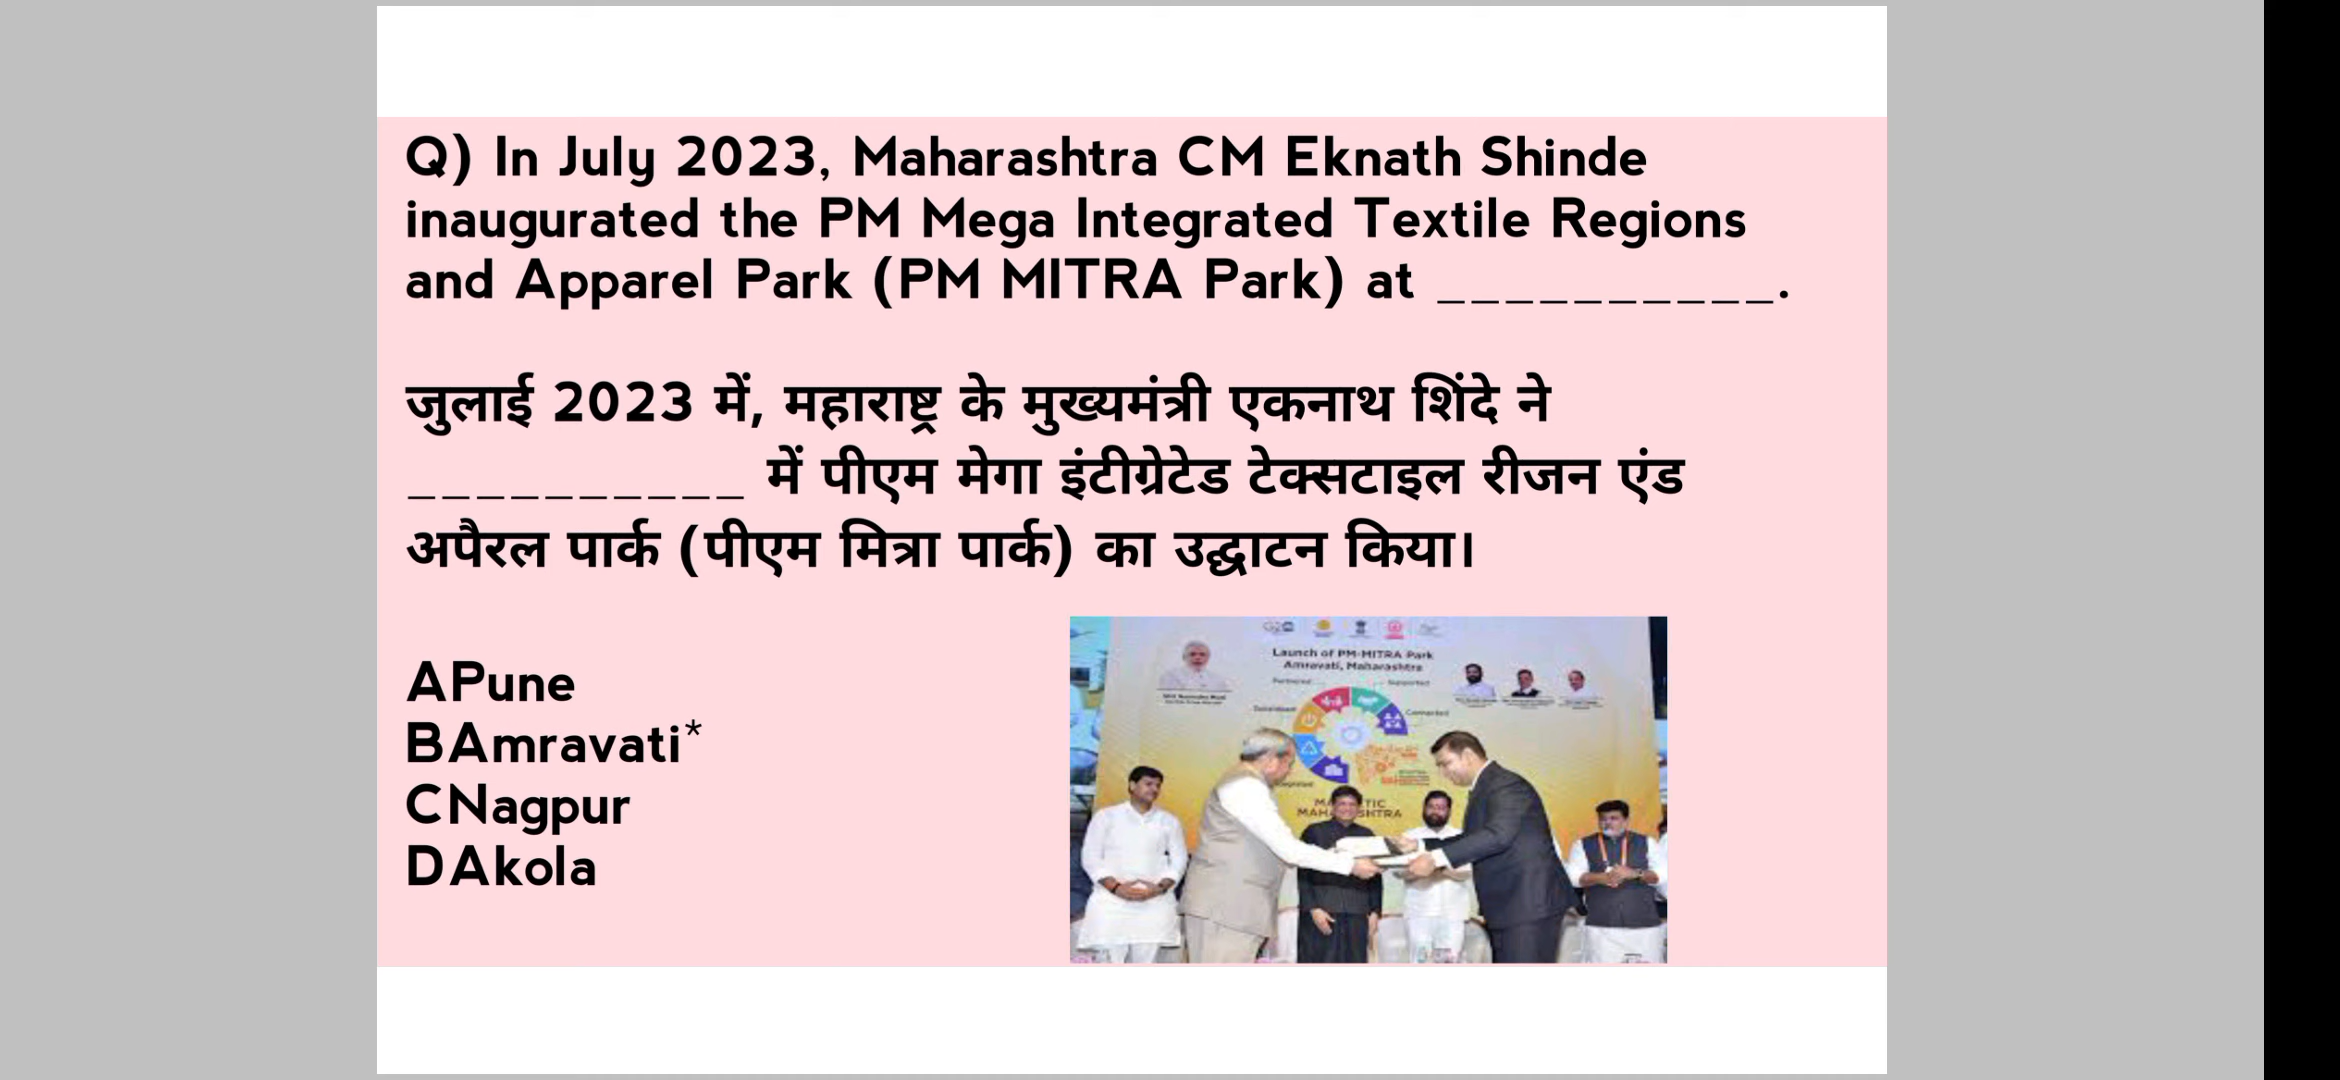 Q) In July 2023, Maharashtra CM Eknath Shinde
inaugurated the PM Mega Integrated Textile Regions
and Apparel Park (PM MITRA Park) at __________.
जुलाई 2023 में, महाराष्ट्र के मुख्यमंत्री एकनाथ शिंदे ने
__________ में पीएम मेगा इंटीग्रेटेड टेक्सटाइल रीजन एंड
अपैरल पार्क (पीएम मित्रा पार्क) का उद्घाटन किया।
APune
BAmravati*
CNagpur
DAkola
Launch of PM-MITRA Park
Amravati, Maharashtra
Supported
Connected